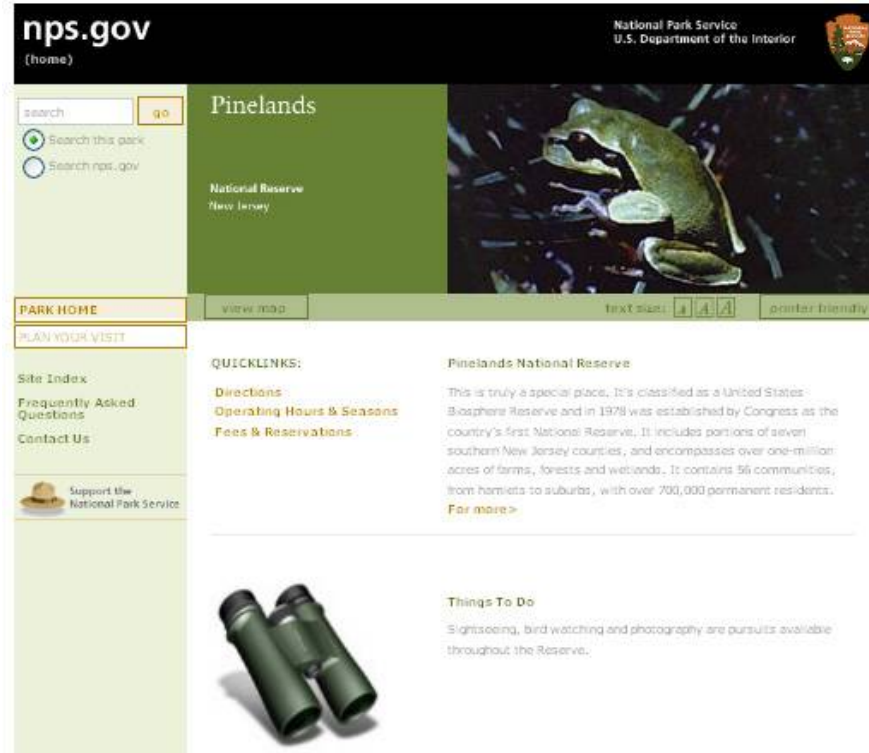 nps.gov
(home)
National Park Service
U.S. Department of the Interior
search
go
Search this park
Search nps.gov
Pinelands
National Reserve
New Jersey
PARK HOME
view map
text size: A A A
printer friendly
PLAN YOUR VISIT
Site Index
Frequently Asked
Questions
Contact Us
Support the
National Park Service
QUICKLINKS:
Directions
Operating Hours & Seasons
Fees & Reservations
Pinelands National Reserve
This is truly a special place. It's classified as a United States
Biosphere Reserve and in 1978 was established by Congress as the
country's first National Reserve. It includes portions of seven
southern New Jersey counties, and encompasses over one-million
acres of farms, forests and wetlands. It contains 56 communities,
from hamlets to suburbs, with over 700,000 permanent residents.
For more >
Things To Do
Sightseeing, bird watching and photography are pursuits available
throughout the Reserve.